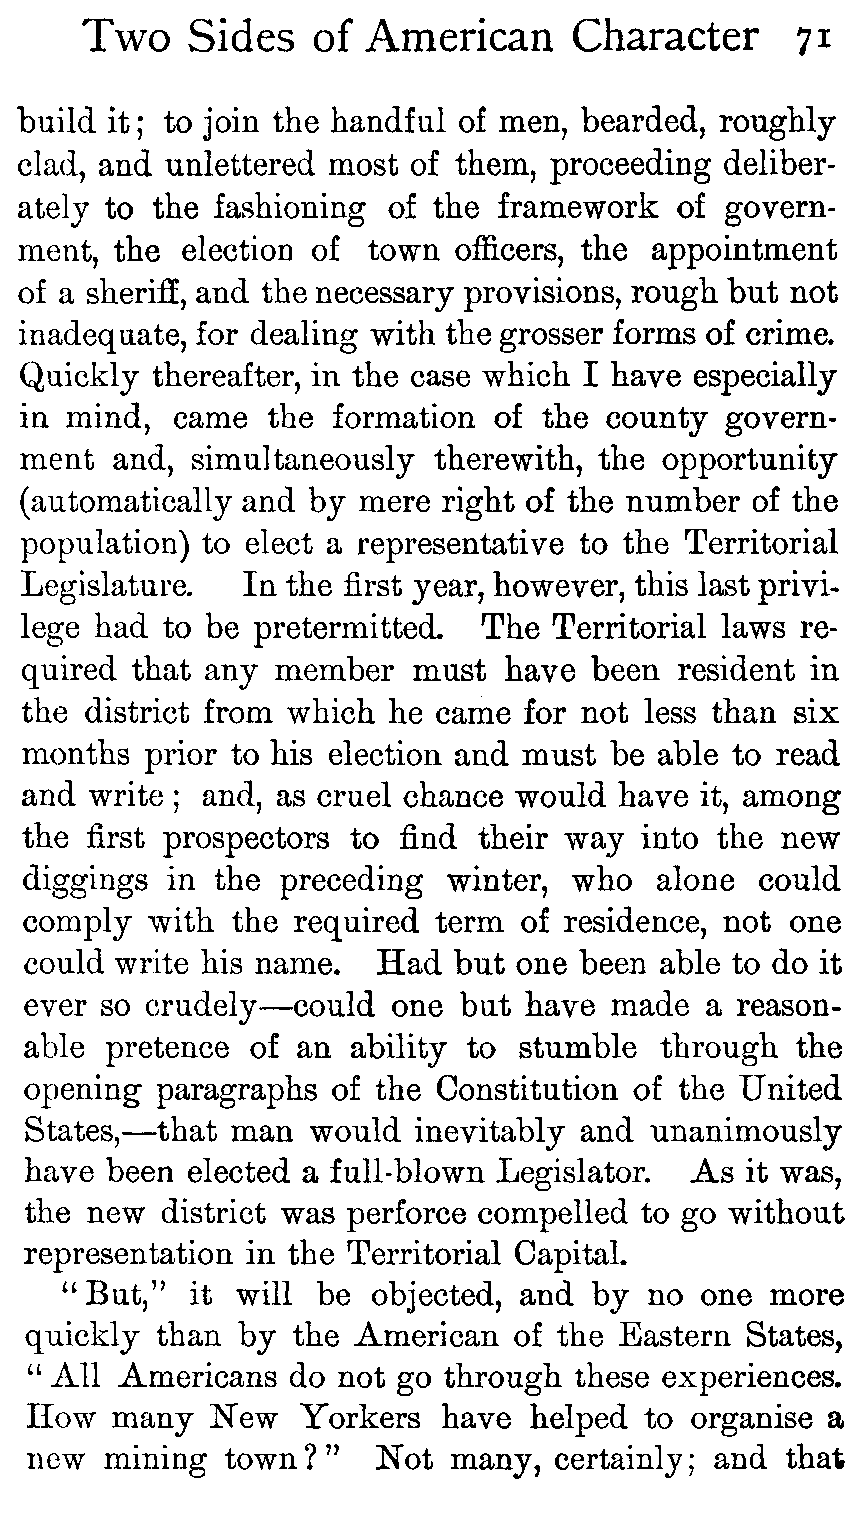 Two Sides of American Character 71
build it; to join the handful of men, bearded, roughly
clad, and unlettered most of them, proceeding deliber-
ately to the fashioning of the framework of govern-
ment, the election of town officers, the appointment
of a sheriff, and the necessary provisions, rough but not
inadequate, for dealing with the grosser forms of crime.
Quickly thereafter, in the case which I have especially
in mind, came the formation of the county govern-
ment and, simultaneously therewith, the opportunity
(automatically and by mere right of the number of the
population) to elect a representative to the Territorial
Legislature. In the first year, however, this last privi-
lege had to be pretermitted. The Territorial laws re-
quired that any member must have been resident in
the district from which he came for not less than six
months prior to his election and must be able to read
and write; and, as cruel chance would have it, among
the first prospectors to find their way into the new
diggings in the preceding winter, who alone could
comply with the required term of residence, not one
could write his name. Had but one been able to do it
ever so crudely—could one but have made a reason-
able pretence of an ability to stumble through the
opening paragraphs of the Constitution of the United
States,—that man would inevitably and unanimously
have been elected a full-blown Legislator. As it was,
the new district was perforce compelled to go without
representation in the Territorial Capital.
"But," it will be objected, and by no one more
quickly than by the American of the Eastern States,
"All Americans do not go through these experiences.
How many New Yorkers have helped to organise a
new mining town?" Not many, certainly; and that